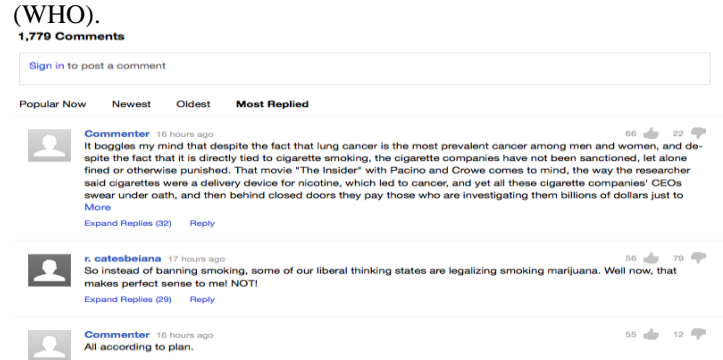 (WHO).
1,779 Comments
Sign in to post a comment
Popular Now Newest Oldest Most Replied
Commenter 16 hours ago 66 22
It boggles my mind that despite the fact that lung cancer is the most prevalent cancer among men and women, and de-
spite the fact that it is directly tied to cigarette smoking, the cigarette companies have not been sanctioned, let alone
fined or otherwise punished. That movie "The Insider" with Pacino and Crowe comes to mind, the way the researcher
said cigarettes were a delivery device for nicotine, which led to cancer, and yet all these cigarette companies' CEOs
swear under oath, and then behind closed doors they pay those who are investigating them billions of dollars just to
More
Expand Replies (32) Reply
r. catesbeiana 17 hours ago 56 79
So instead of banning smoking, some of our liberal thinking states are legalizing smoking marijuana. Well now, that
makes perfect sense to me! NOT!
Expand Replies (29) Reply
Commenter 16 hours ago 55 12
All according to plan.